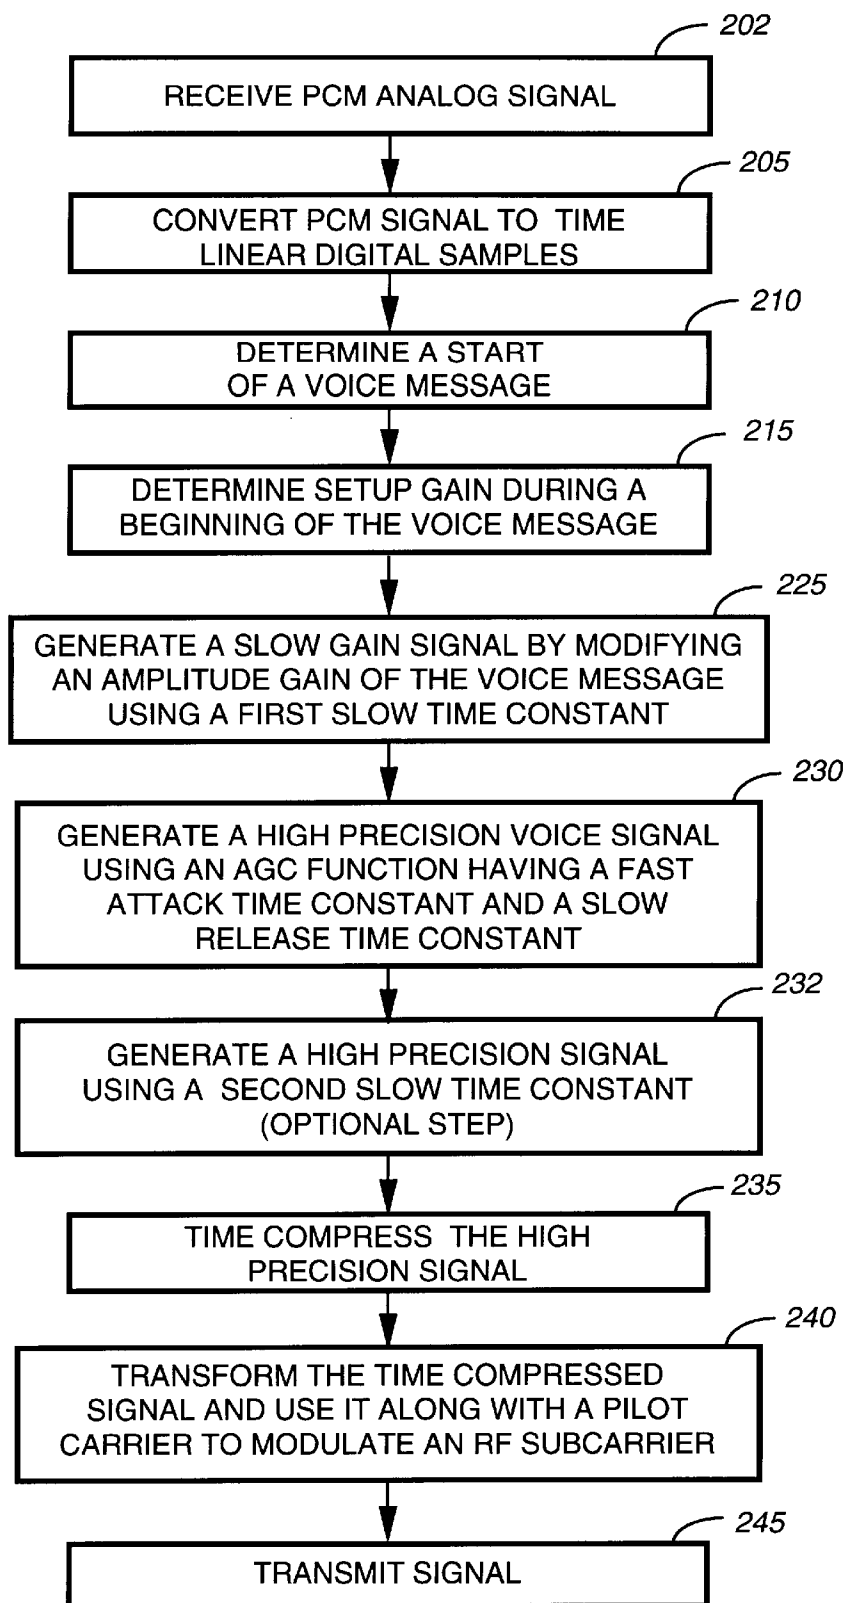 202
RECEIVE PCM ANALOG SIGNAL
205
CONVERT PCM SIGNAL TO TIME
LINEAR DIGITAL SAMPLES
210
DETERMINE A START
OF A VOICE MESSAGE
215
DETERMINE SETUP GAIN DURING A
BEGINNING OF THE VOICE MESSAGE
225
GENERATE A SLOW GAIN SIGNAL BY MODIFYING
AN AMPLITUDE GAIN OF THE VOICE MESSAGE
USING A FIRST SLOW TIME CONSTANT
230
GENERATE A HIGH PRECISION VOICE SIGNAL
USING AN AGC FUNCTION HAVING A FAST
ATTACK TIME CONSTANT AND A SLOW
RELEASE TIME CONSTANT
232
GENERATE A HIGH PRECISION SIGNAL
USING A SECOND SLOW TIME CONSTANT
(OPTIONAL STEP)
235
TIME COMPRESS THE HIGH
PRECISION SIGNAL
240
TRANSFORM THE TIME COMPRESSED
SIGNAL AND USE IT ALONG WITH A PILOT
CARRIER TO MODULATE AN RF SUBCARRIER
245
TRANSMIT SIGNAL